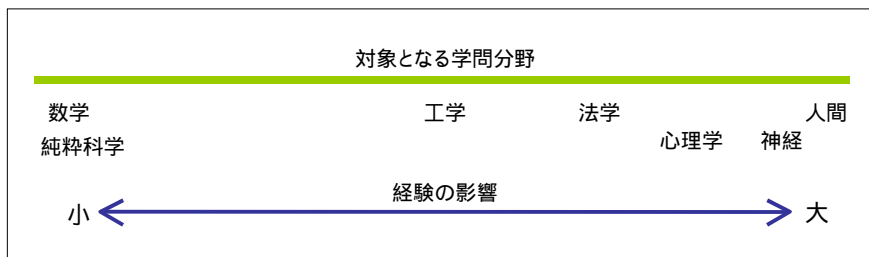 対象となる学問分野
数学 工学 法学 人間
純粋科学 心理学 神経
経験の影響
小 大